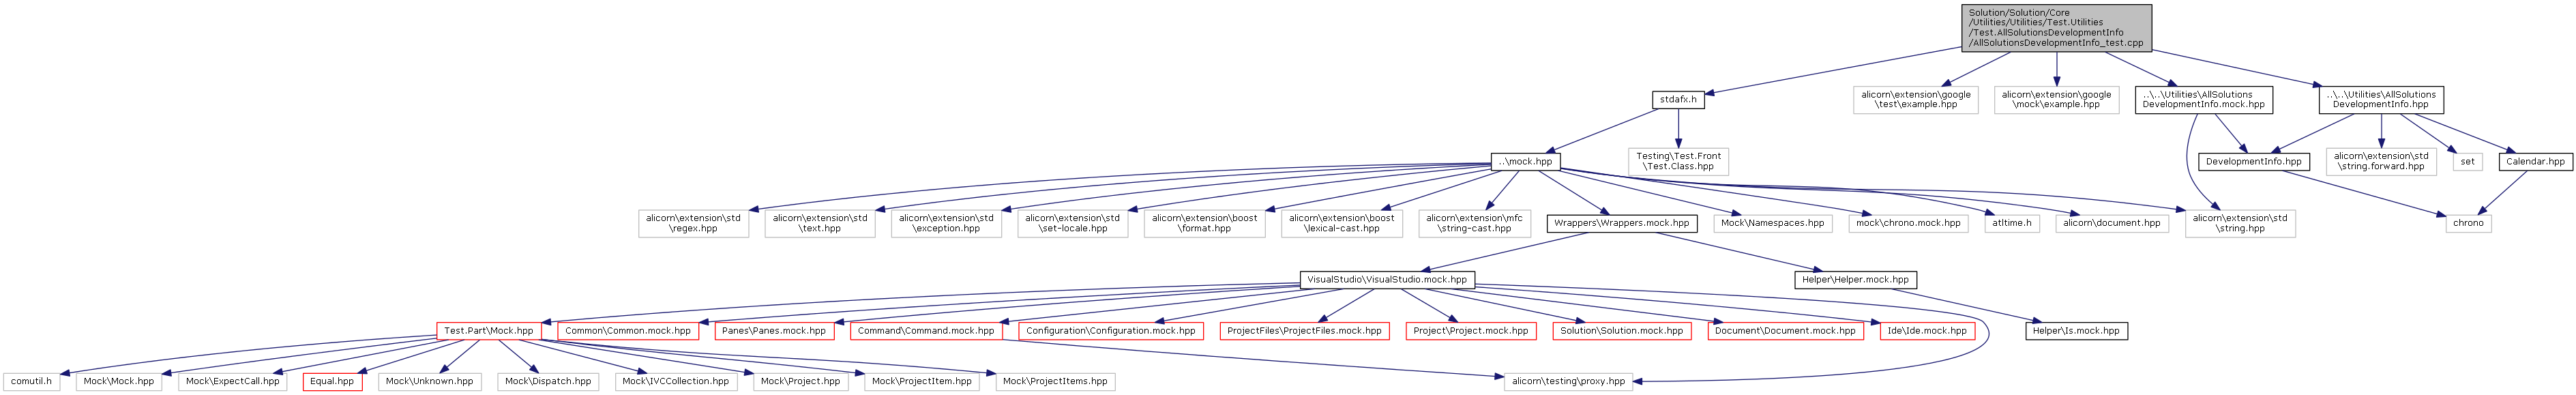 Solution/Solution/Core
/Utilities/Utilities/Test.Utilities
/Test.AllSolutionsDevelopmentInfo
/AllSolutionsDevelopmentInfo_test.cpp
stdafx.h
alicorn\extension\google
\test\example.hpp
alicorn\extension\google
\mock\example.hpp
..\..\Utilities\AllSolutions
DevelopmentInfo.mock.hpp
..\..\Utilities\AllSolutions
DevelopmentInfo.hpp
..\mock.hpp
Testing\Test.Front
\Test.Class.hpp
DevelopmentInfo.hpp
alicorn\extension\std
\string.forward.hpp
set
Calendar.hpp
alicorn\extension\std
\regex.hpp
alicorn\extension\std
\text.hpp
alicorn\extension\std
\exception.hpp
alicorn\extension\std
\set-locale.hpp
alicorn\extension\boost
\format.hpp
alicorn\extension\boost
\lexical-cast.hpp
alicorn\extension\mfc
\string-cast.hpp
Wrappers\Wrappers.mock.hpp
Mock\Namespaces.hpp
mock\chrono.mock.hpp
atltime.h
alicorn\document.hpp
alicorn\extension\std
\string.hpp
chrono
VisualStudio\VisualStudio.mock.hpp
Helper\Helper.mock.hpp
Test.Part\Mock.hpp
Common\Common.mock.hpp
Panes\Panes.mock.hpp
Command\Command.mock.hpp
Configuration\Configuration.mock.hpp
ProjectFiles\ProjectFiles.mock.hpp
Project\Project.mock.hpp
Solution\Solution.mock.hpp
Document\Document.mock.hpp
Ide\Ide.mock.hpp
Helper\Is.mock.hpp
comutil.h
Mock\Mock.hpp
Mock\ExpectCall.hpp
Equal.hpp
Mock\Unknown.hpp
Mock\Dispatch.hpp
Mock\IVCCollection.hpp
Mock\Project.hpp
Mock\ProjectItem.hpp
Mock\ProjectItems.hpp
alicorn\testing\proxy.hpp